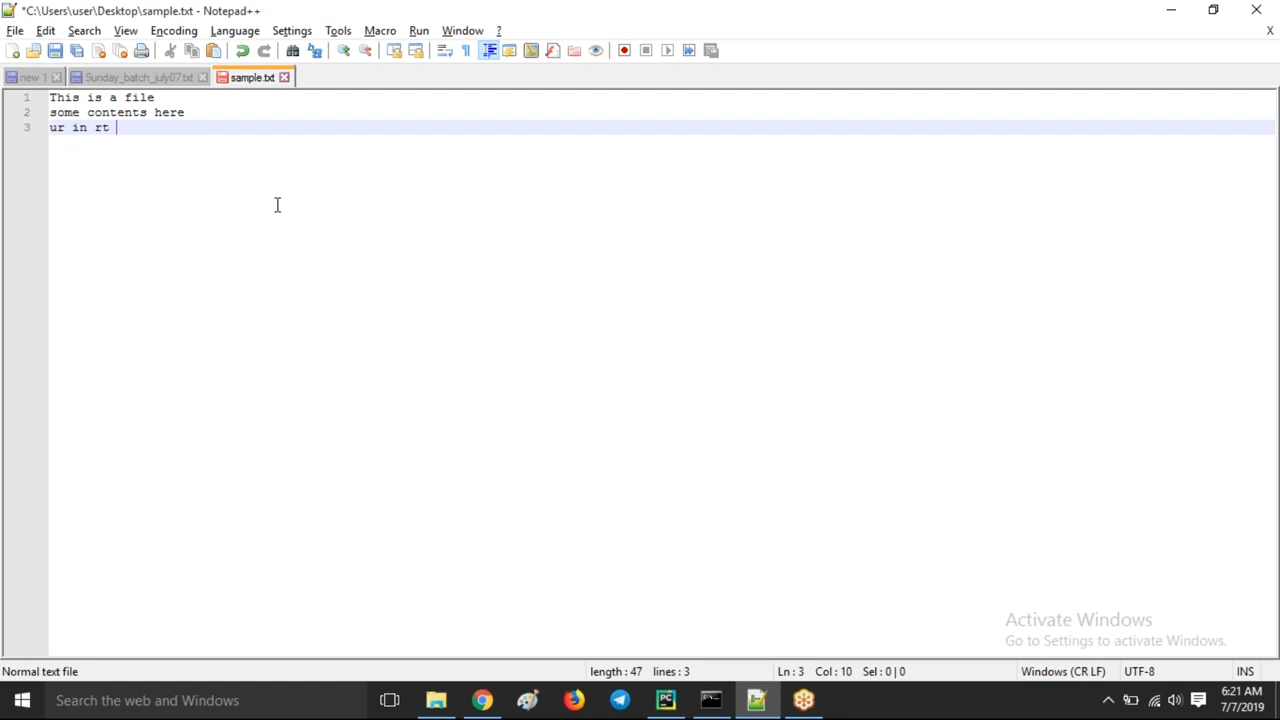 *C:\Users\user\Desktop\sample.txt - Notepad++
File Edit Search View Encoding Language Settings Tools Macro Run Window ? X
new 1 Sunday_batch_july07.txt sample.txt
1 This is a file
2 some contents here
3 ur in rt
Activate Windows
Go to Settings to activate Windows.
Normal text file length : 47 lines : 3 Ln : 3 Col : 10 Sel : 0 | 0 Windows (CR LF) UTF-8 INS
Search the web and Windows 6:21 AM
7/7/2019